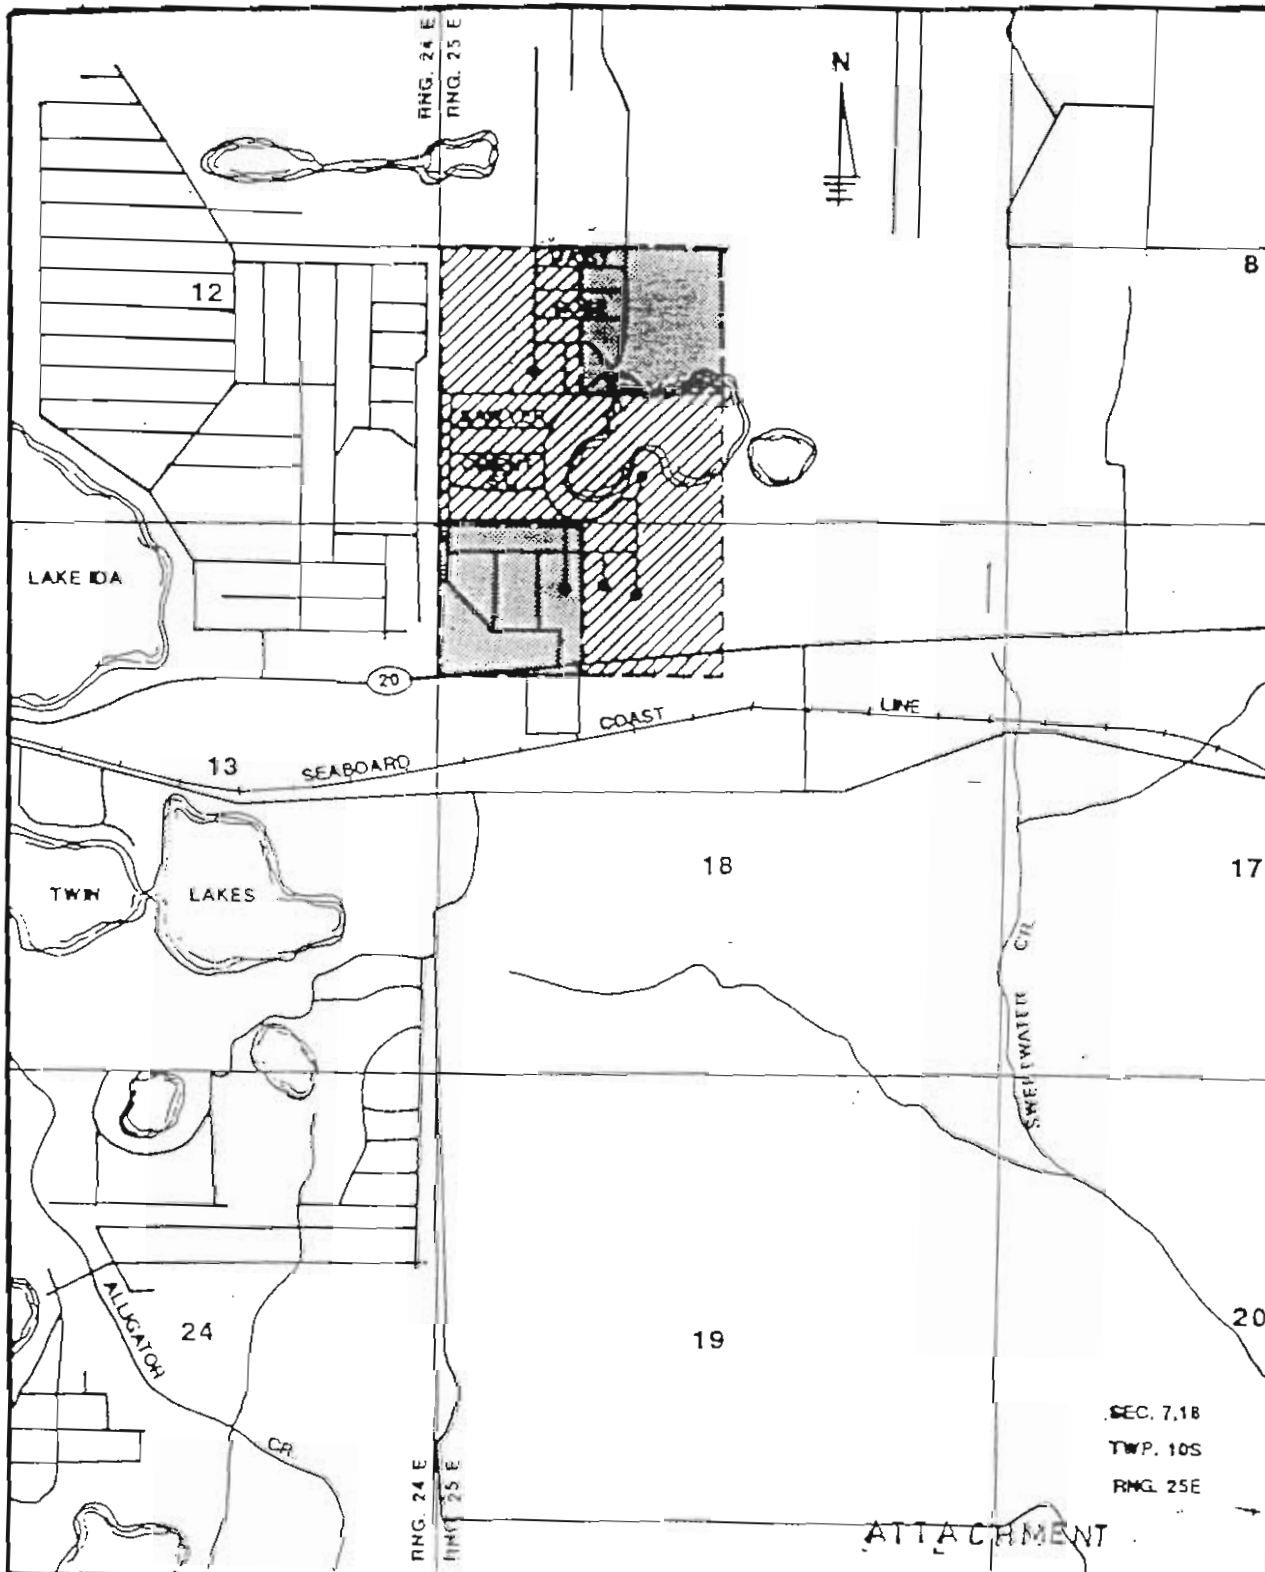 RNG. 24 E
RNG. 25 E
N
8
12
LAKE IDA
20
COAST
LINE
SEABOARD
13
18
17
TWIN
LAKES
SWEETWATER
CR.
ALLIGATOR
24
19
20
CR.
SEC. 7,18
TWP. 10S
RNG. 25E
RNG. 24 E
RNG. 25 E
ATTACHMENT